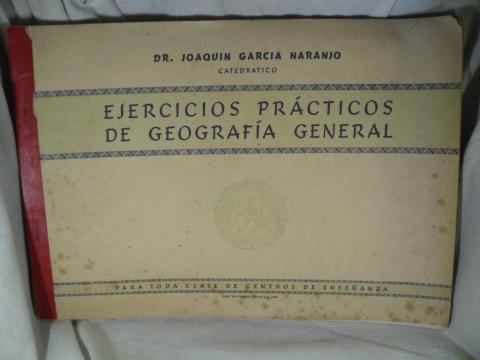 DR. JOAQUIN GARCIA NARANJO
CATEDRATICO
EJERCICIOS PRÁCTICOS
DE GEOGRAFÍA GENERAL
PARA TODA CLASE DE CENTROS DE ENSEÑANZA